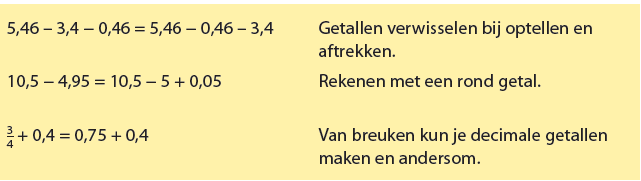 5,46 – 3,4 – 0,46 = 5,46 – 0,46 – 3,4 Getallen verwisselen bij optellen en
aftrekken.
10,5 – 4,95 = 10,5 – 5 + 0,05 Rekenen met een rond getal.
3/4 + 0,4 = 0,75 + 0,4 Van breuken kun je decimale getallen
maken en andersom.